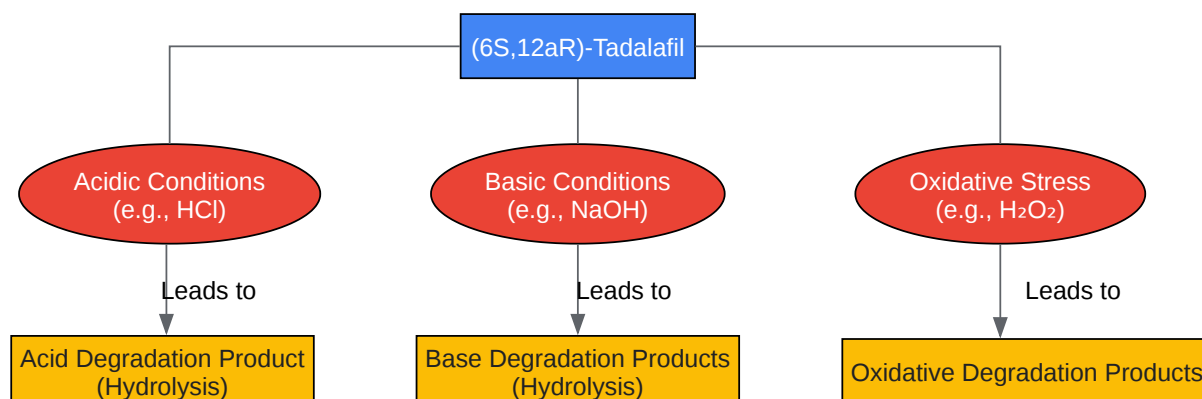 (6S,12aR)-Tadalafil
Acidic Conditions
(e.g., HCl)
Basic Conditions
(e.g., NaOH)
Oxidative Stress
(e.g., H₂O₂)
Leads to
Leads to
Leads to
Acid Degradation Product
(Hydrolysis)
Base Degradation Products
(Hydrolysis)
Oxidative Degradation Products